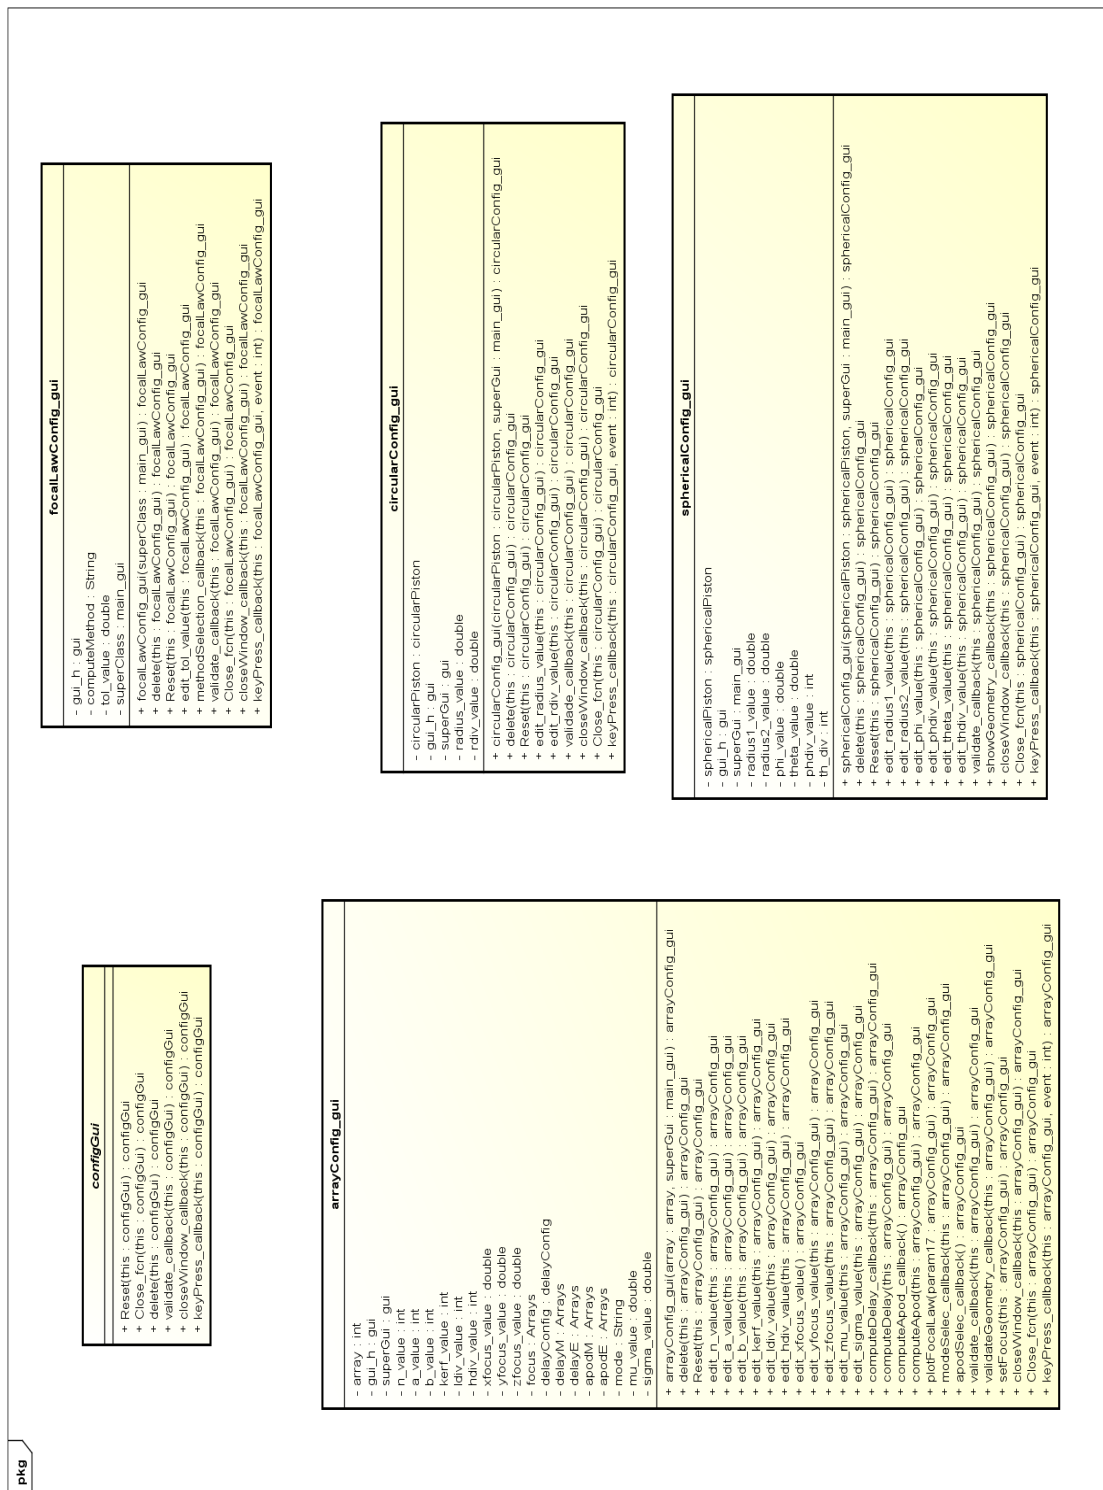 pkg
configGui
+ Reset(this : configGui) : configGui
+ Close_fcn(this : configGui) : configGui
+ delete(this : configGui) : configGui
+ validate_callback(this : configGui) : configGui
+ closeWindow_callback(this : configGui) : configGui
+ keyPress_callback(this : configGui) : configGui
focalLawConfig_gui
- gui_h : gui
- computeMethod : String
- tol_value : double
- superClass : main_gui
+ focalLawConfig_gui(superClass : main_gui) : focalLawConfig_gui
+ delete(this : focalLawConfig_gui) : focalLawConfig_gui
+ Reset(this : focalLawConfig_gui) : focalLawConfig_gui
+ edit_tol_value(this : focalLawConfig_gui) : focalLawConfig_gui
+ methodSelection_callback(this : focalLawConfig_gui) : focalLawConfig_gui
+ validate_callback(this : focalLawConfig_gui) : focalLawConfig_gui
+ Close_fcn(this : focalLawConfig_gui) : focalLawConfig_gui
+ closeWindow_callback(this : focalLawConfig_gui) : focalLawConfig_gui
+ keyPress_callback(this : focalLawConfig_gui, event : int) : focalLawConfig_gui
arrayConfig_gui
- array : int
- gui_h : gui
- superGui : gui
- n_value : int
- a_value : int
- b_value : int
- kerf_value : int
- ldiv_value : int
- hdiv_value : int
- xfocus_value : double
- yfocus_value : double
- zfocus_value : double
- focus : Arrays
- delayConfig : delayConfig
- delayM : Arrays
- delayE : Arrays
- apodM : Arrays
- apodE : Arrays
- mode : String
- mu_value : double
- sigma_value : double
+ arrayConfig_gui(array : array, superGui : main_gui) : arrayConfig_gui
+ delete(this : arrayConfig_gui) : arrayConfig_gui
+ Reset(this : arrayConfig_gui) : arrayConfig_gui
+ edit_n_value(this : arrayConfig_gui) : arrayConfig_gui
+ edit_a_value(this : arrayConfig_gui) : arrayConfig_gui
+ edit_b_value(this : arrayConfig_gui) : arrayConfig_gui
+ edit_kerf_value(this : arrayConfig_gui) : arrayConfig_gui
+ edit_ldiv_value(this : arrayConfig_gui) : arrayConfig_gui
+ edit_hdiv_value(this : arrayConfig_gui) : arrayConfig_gui
+ edit_xfocus_value() : arrayConfig_gui
+ edit_yfocus_value(this : arrayConfig_gui) : arrayConfig_gui
+ edit_zfocus_value(this : arrayConfig_gui) : arrayConfig_gui
+ edit_mu_value(this : arrayConfig_gui) : arrayConfig_gui
+ edit_sigma_value(this : arrayConfig_gui) : arrayConfig_gui
+ computeDelay_callback(this : arrayConfig_gui) : arrayConfig_gui
+ computeDelay(this : arrayConfig_gui) : arrayConfig_gui
+ computeApod_callback() : arrayConfig_gui
+ computeApod(this : arrayConfig_gui) : arrayConfig_gui
+ plotFocalLaw(param17 : arrayConfig_gui) : arrayConfig_gui
+ modeSelec_callback(this : arrayConfig_gui) : arrayConfig_gui
+ apodSelec_callback() : arrayConfig_gui
+ validate_callback(this : arrayConfig_gui) : arrayConfig_gui
+ validateGeometry_callback(this : arrayConfig_gui) : arrayConfig_gui
+ setFocus(this : arrayConfig_gui) : arrayConfig_gui
+ closeWindow_callback(this : arrayConfig_gui) : arrayConfig_gui
+ Close_fcn(this : arrayConfig_gui) : arrayConfig_gui
+ keyPress_callback(this : arrayConfig_gui, event : int) : arrayConfig_gui
circularConfig_gui
- circularPiston : circularPiston
- gui_h : gui
- superGui : gui
- radius_value : double
- rdiv_value : double
+ circularConfig_gui(circularPiston : circularPiston, superGui : main_gui) : circularConfig_gui
+ delete(this : circularConfig_gui) : circularConfig_gui
+ Reset(this : circularConfig_gui) : circularConfig_gui
+ edit_radius_value(this : circularConfig_gui) : circularConfig_gui
+ edit_rdiv_value(this : circularConfig_gui) : circularConfig_gui
+ validade_callback(this : circularConfig_gui) : circularConfig_gui
+ closeWindow_callback(this : circularConfig_gui) : circularConfig_gui
+ Close_fcn(this : circularConfig_gui) : circularConfig_gui
+ keyPress_callback(this : circularConfig_gui, event : int) : circularConfig_gui
sphericalConfig_gui
- sphericalPiston : sphericalPiston
- gui_h : gui
- superGui : main_gui
- radius1_value : double
- radius2_value : double
- phi_value : double
- theta_value : double
- phdiv_value : int
- th_div : int
+ sphericalConfig_gui(sphericalPiston : sphericalPiston, superGui : main_gui) : sphericalConfig_gui
+ delete(this : sphericalConfig_gui) : sphericalConfig_gui
+ Reset(this : sphericalConfig_gui) : sphericalConfig_gui
+ edit_radius1_value(this : sphericalConfig_gui) : sphericalConfig_gui
+ edit_radius2_value(this : sphericalConfig_gui) : sphericalConfig_gui
+ edit_phi_value(this : sphericalConfig_gui) : sphericalConfig_gui
+ edit_phdiv_value(this : sphericalConfig_gui) : sphericalConfig_gui
+ edit_theta_value(this : sphericalConfig_gui) : sphericalConfig_gui
+ edit_thdiv_value(this : sphericalConfig_gui) : sphericalConfig_gui
+ validate_callback(this : sphericalConfig_gui) : sphericalConfig_gui
+ showGeometry_callback(this : sphericalConfig_gui) : sphericalConfig_gui
+ closeWindow_callback(this : sphericalConfig_gui) : sphericalConfig_gui
+ Close_fcn(this : sphericalConfig_gui) : sphericalConfig_gui
+ keyPress_callback(this : sphericalConfig_gui, event : int) : sphericalConfig_gui